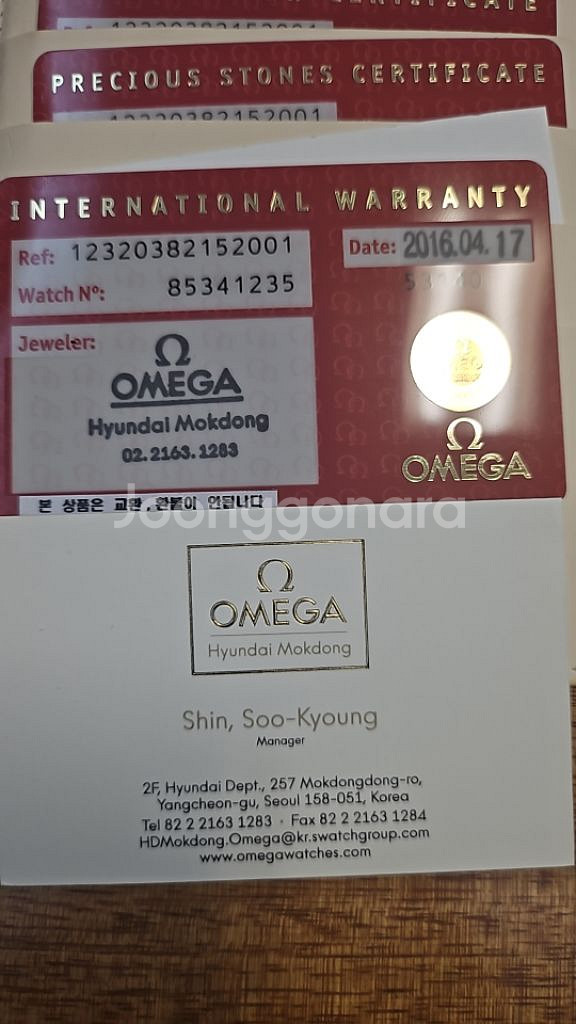 CERTIFICATE
PRECIOUS STONES CERTIFICATE
12320382152001
INTERNATIONAL WARRANTY
Ref: 12320382152001
Date: 2016.04.17
Watch Nº: 85341235
Jeweler:
Ω
OMEGA
Hyundai Mokdong
02.2163.1283
Ω
OMEGA
본 상품은 교환,환불이 안됩니다
Joonggonara
Ω
OMEGA
Hyundai Mokdong
Shin, Soo-Kyoung
Manager
2F, Hyundai Dept., 257 Mokdongdong-ro,
Yangcheon-gu, Seoul 158-051, Korea
Tel 82 2 2163 1283 · Fax 82 2 2163 1284
HDMokdong.Omega@kr.swatchgroup.com
www.omegawatches.com